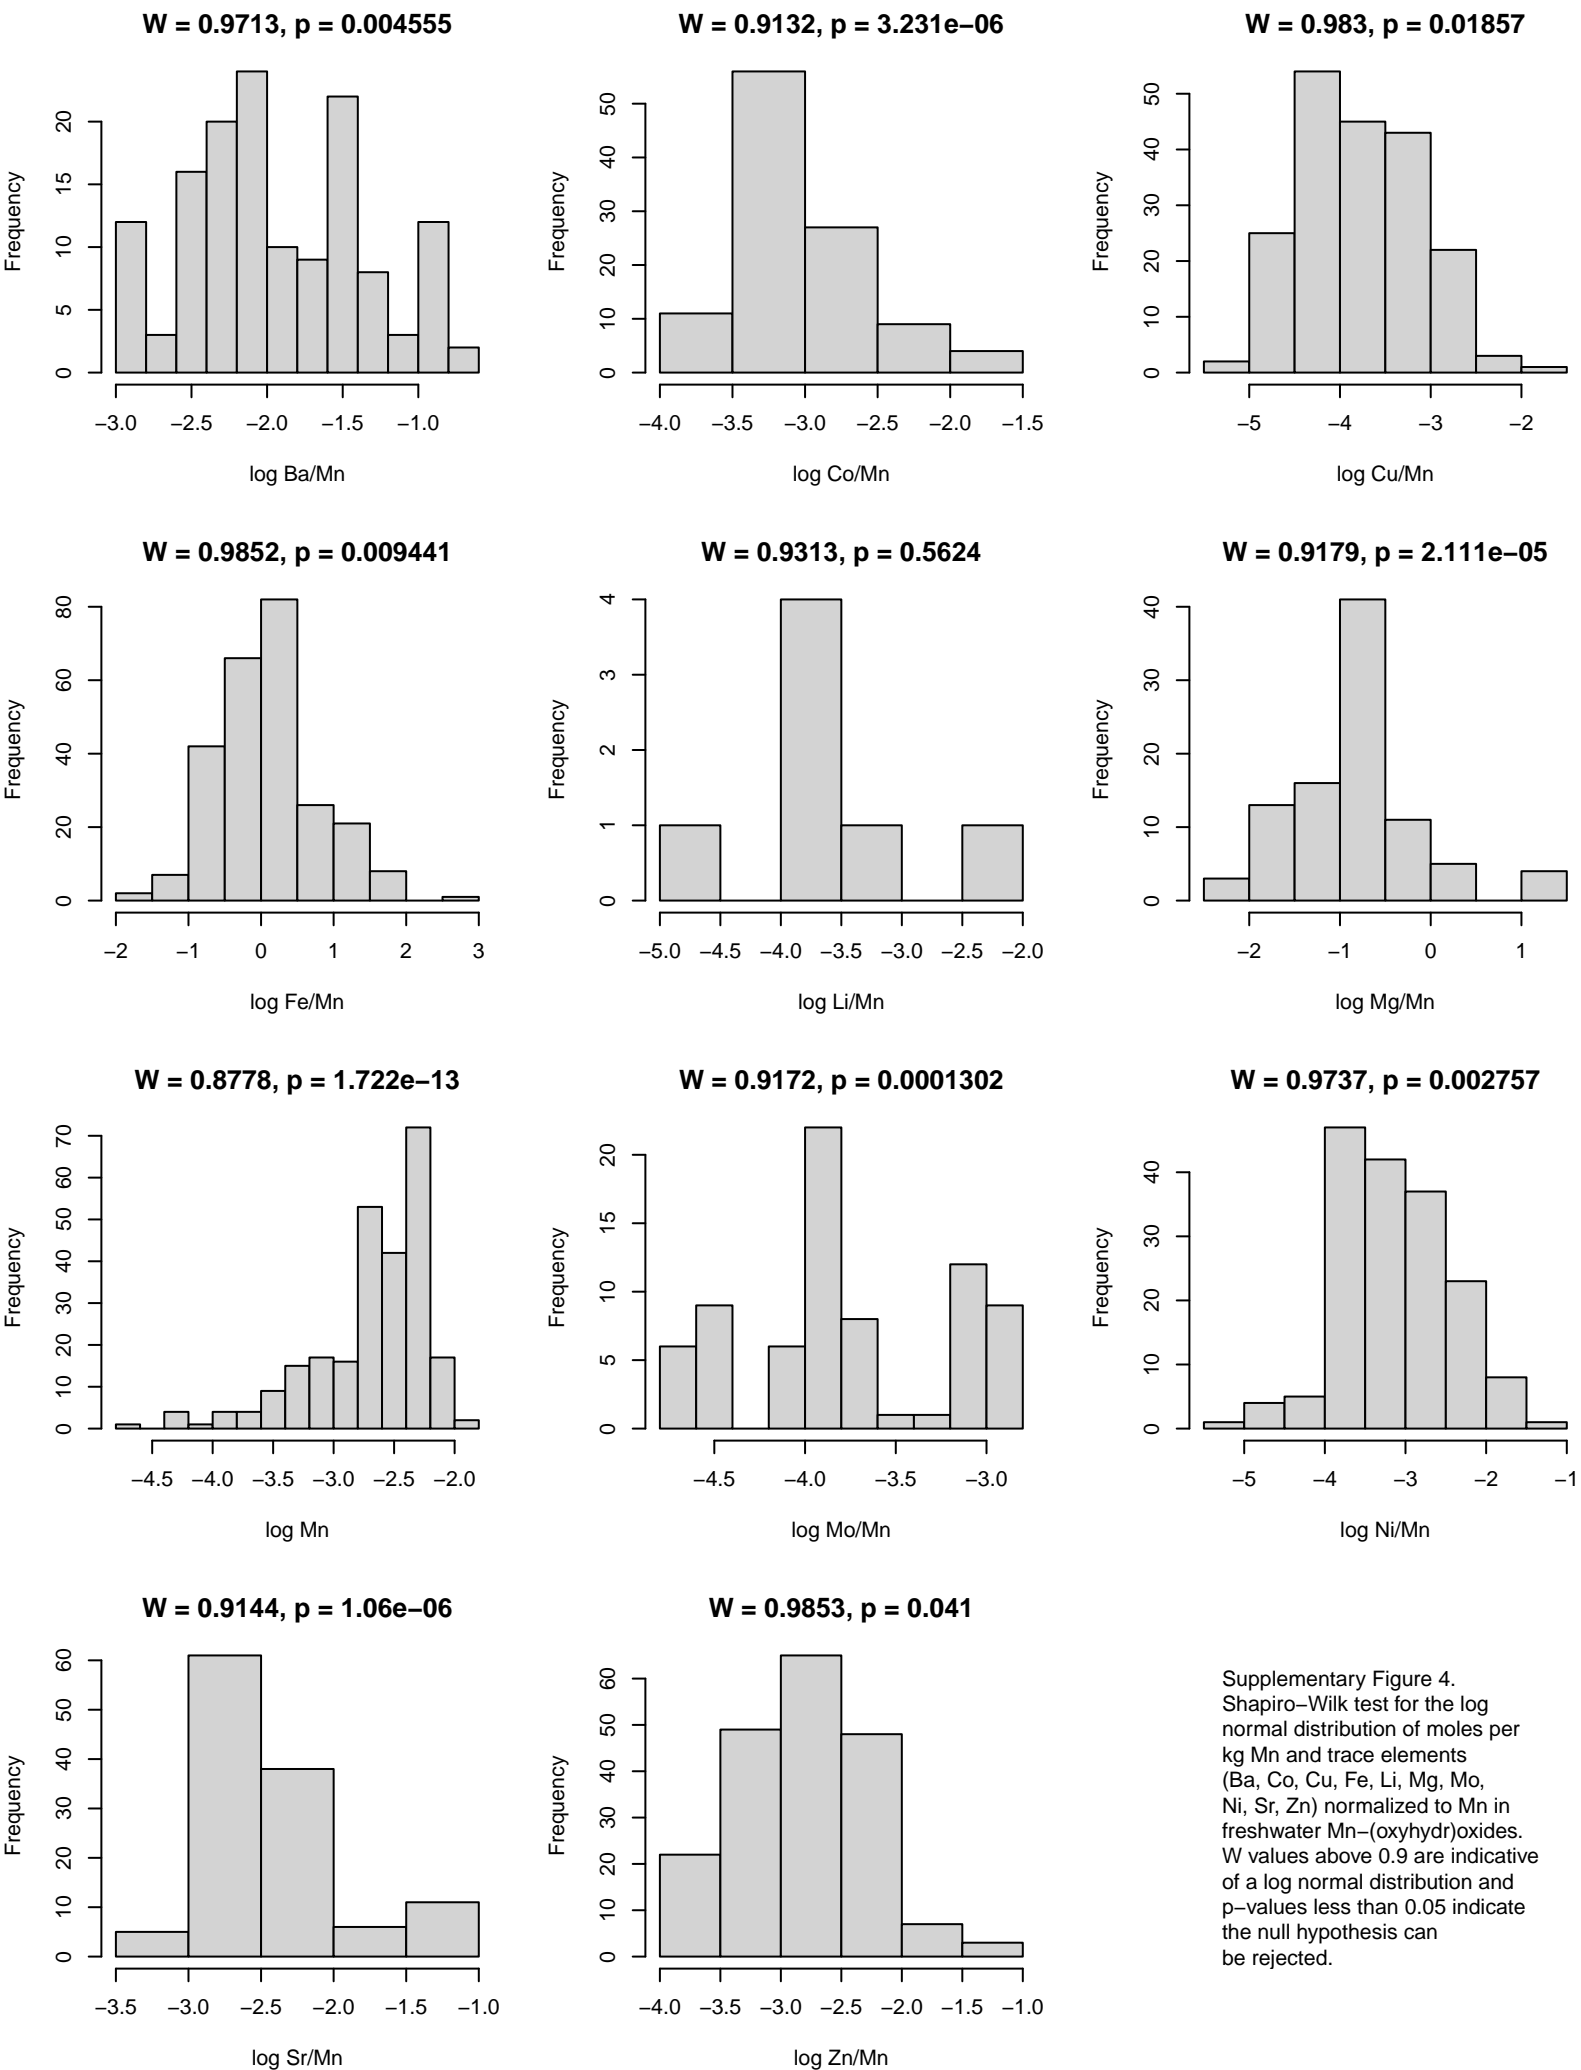 W = 0.9713, p = 0.004555
Frequency
0 5 10 15 20
−3.0 −2.5 −2.0 −1.5 −1.0
log Ba/Mn
W = 0.9132, p = 3.231e−06
Frequency
0 10 20 30 40 50
−4.0 −3.5 −3.0 −2.5 −2.0 −1.5
log Co/Mn
W = 0.983, p = 0.01857
Frequency
0 10 20 30 40 50
−5 −4 −3 −2
log Cu/Mn
W = 0.9852, p = 0.009441
Frequency
0 20 40 60 80
−2 −1 0 1 2 3
log Fe/Mn
W = 0.9313, p = 0.5624
Frequency
0 1 2 3 4
−5.0 −4.5 −4.0 −3.5 −3.0 −2.5 −2.0
log Li/Mn
W = 0.9179, p = 2.111e−05
Frequency
0 10 20 30 40
−2 −1 0 1
log Mg/Mn
W = 0.8778, p = 1.722e−13
Frequency
0 10 20 30 40 50 60 70
−4.5 −4.0 −3.5 −3.0 −2.5 −2.0
log Mn
W = 0.9172, p = 0.0001302
Frequency
0 5 10 15 20
−4.5 −4.0 −3.5 −3.0
log Mo/Mn
W = 0.9737, p = 0.002757
Frequency
0 10 20 30 40
−5 −4 −3 −2 −1
log Ni/Mn
W = 0.9144, p = 1.06e−06
Frequency
0 10 20 30 40 50 60
−3.5 −3.0 −2.5 −2.0 −1.5 −1.0
log Sr/Mn
W = 0.9853, p = 0.041
Frequency
0 10 20 30 40 50 60
−4.0 −3.5 −3.0 −2.5 −2.0 −1.5 −1.0
log Zn/Mn
Supplementary Figure 4.
Shapiro−Wilk test for the log
normal distribution of moles per
kg Mn and trace elements
(Ba, Co, Cu, Fe, Li, Mg, Mo,
Ni, Sr, Zn) normalized to Mn in
freshwater Mn−(oxyhydr)oxides.
W values above 0.9 are indicative
of a log normal distribution and
p−values less than 0.05 indicate
the null hypothesis can
be rejected.